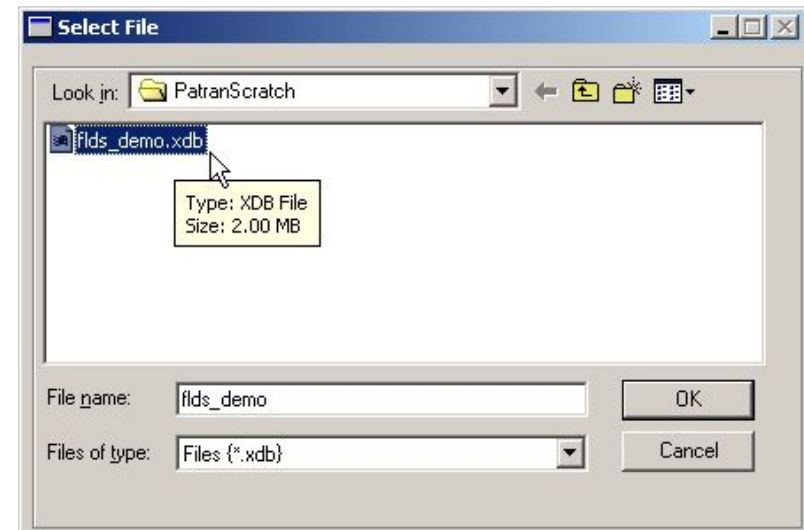 Select File
Look in: PatranScratch
flds_demo.xdb
Type: XDB File
Size: 2.00 MB
File name: flds_demo OK
Files of type: Files {*.xdb} Cancel